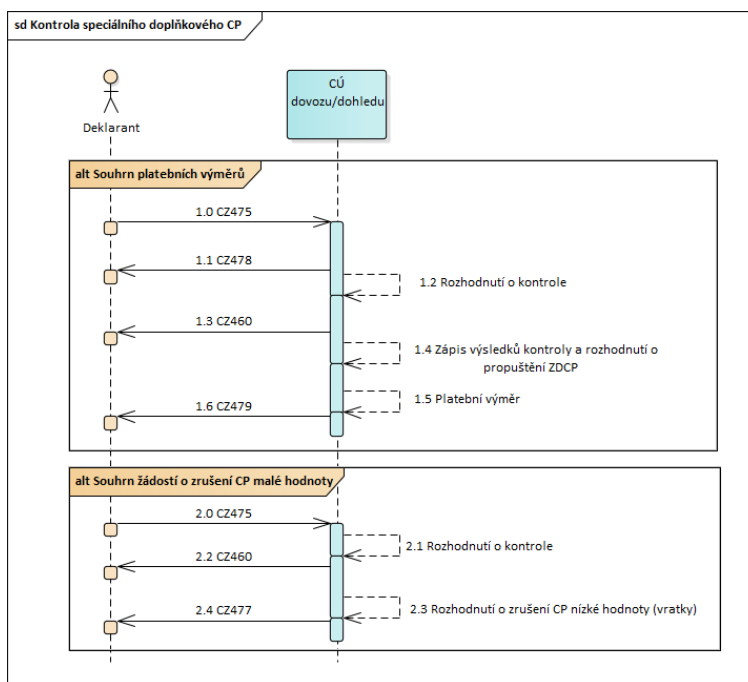 sd Kontrola speciálního doplňkového CP
CÚ
dovozu/dohledu
Deklarant
alt Souhrn platebních výměrů
1.0 CZ475
1.1 CZ478
1.2 Rozhodnutí o kontrole
1.3 CZ460
1.4 Zápis výsledků kontroly a rozhodnutí o
propuštění ZDCP
1.5 Platební výměr
1.6 CZ479
alt Souhrn žádostí o zrušení CP malé hodnoty
2.0 CZ475
2.1 Rozhodnutí o kontrole
2.2 CZ460
2.3 Rozhodnutí o zrušení CP nízké hodnoty (vratky)
2.4 CZ477